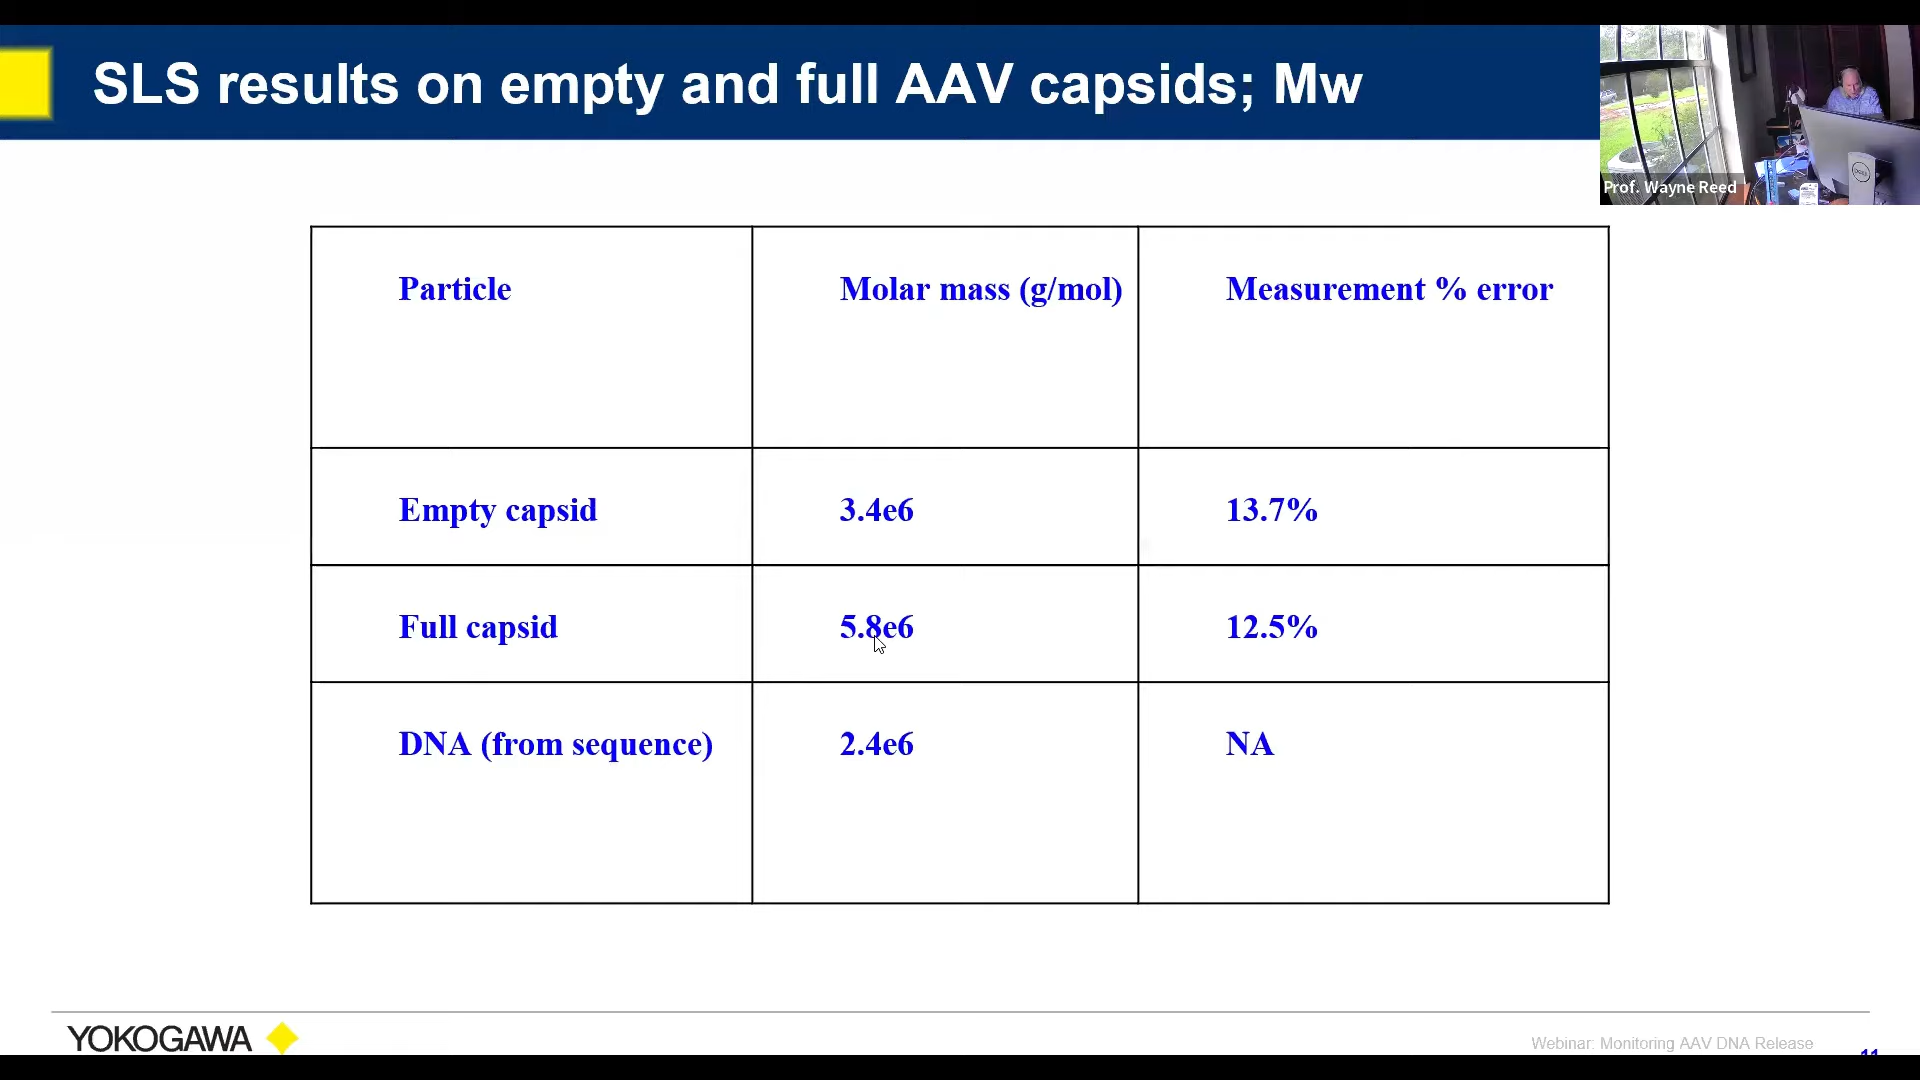 SLS results on empty and full AAV capsids; Mw
Prof. Wayne Reed
Particle
Molar mass (g/mol)
Measurement % error
Empty capsid
3.4e6
13.7%
Full capsid
5.8e6
12.5%
DNA (from sequence)
2.4e6
NA
YOKOGAWA
Webinar: Monitoring AAV DNA Release
11